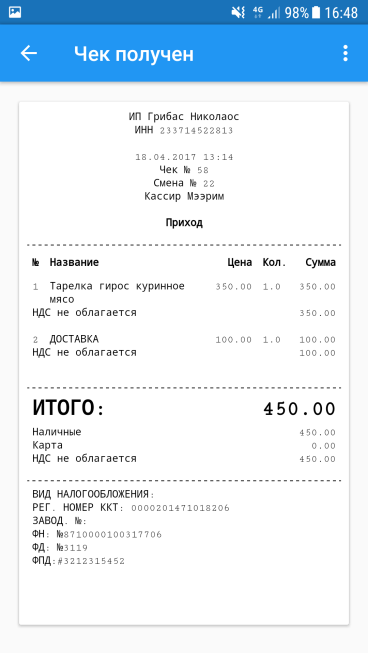 4G 98% 16:48
Чек получен
ИП Грибас Николаос
ИНН 233714522813
18.04.2017 13:14
Чек № 58
Смена № 22
Кассир Мээрим
Приход
№ Название Цена Кол. Сумма
1 Тарелка гирос куринное 350.00 1.0 350.00
мясо
НДС не облагается 350.00
2 ДОСТАВКА 100.00 1.0 100.00
НДС не облагается 100.00
ИТОГО: 450.00
Наличные 450.00
Карта 0.00
НДС не облагается 450.00
ВИД НАЛОГООБЛОЖЕНИЯ:
РЕГ. НОМЕР ККТ: 0000201471018206
ЗАВОД. №:
ФН: №8710000100317706
ФД: №3119
ФПД:#3212315452